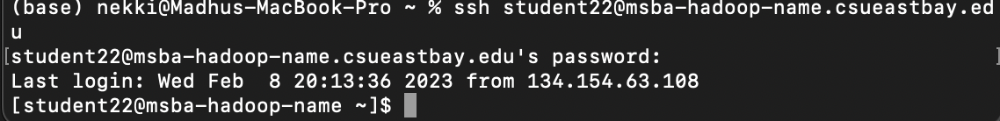 (base) nekki@Madhus-MacBook-Pro ~ % ssh student22@msba-hadoop-name.csueastbay.ed
u
[student22@msba-hadoop-name.csueastbay.edu's password: ]
Last login: Wed Feb  8 20:13:36 2023 from 134.154.63.108
[student22@msba-hadoop-name ~]$